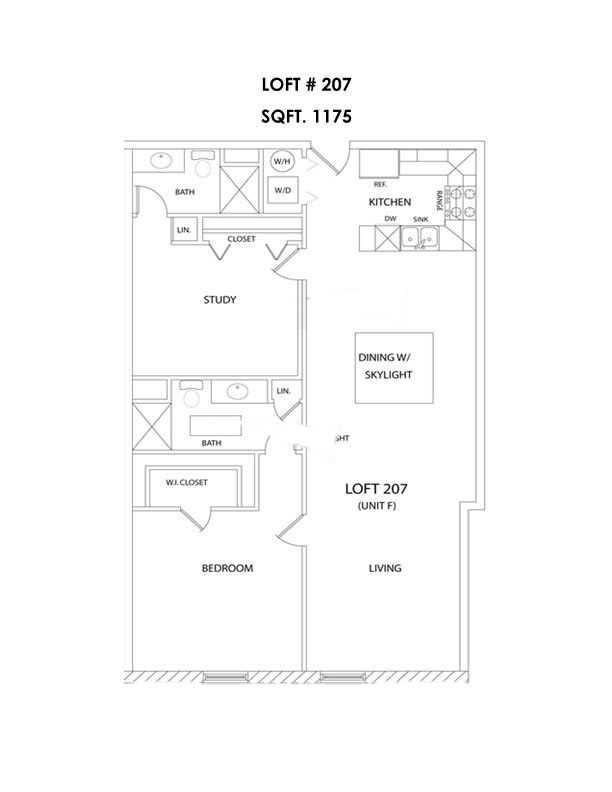 LOFT # 207
SQFT. 1175
W/H
W/D
BATH
REF.
KITCHEN
RANGE
DW
SINK
LIN.
CLOSET
STUDY
DINING W/
SKYLIGHT
LIN.
BATH
W.I. CLOSET
LOFT 207
(UNIT F)
BEDROOM
LIVING